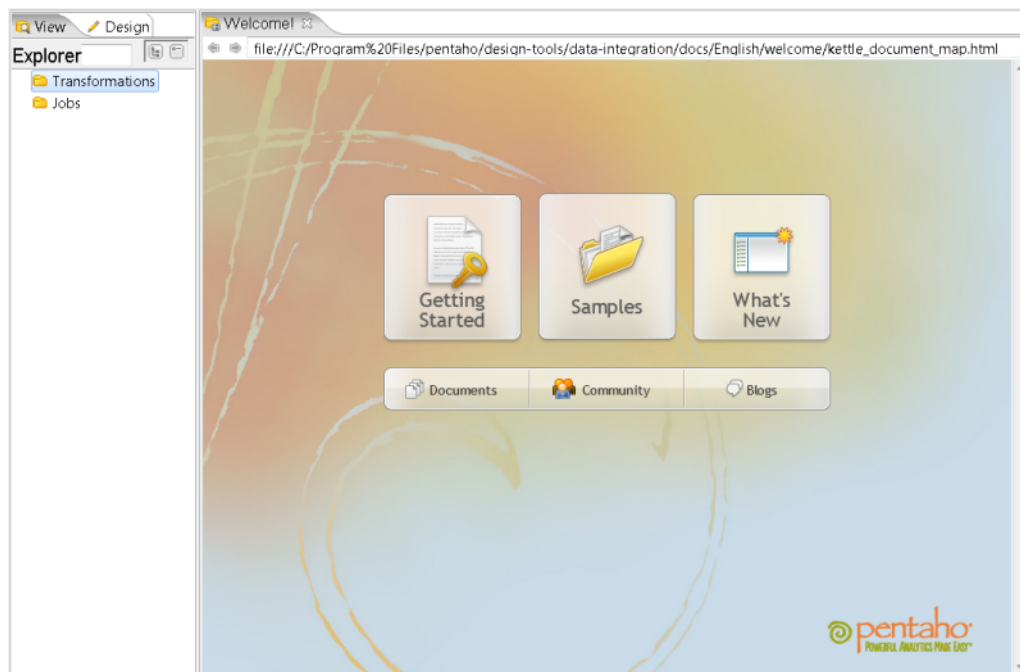 View Design
Explorer
Transformations
Jobs
Welcome!
file:///C:/Program%20Files/pentaho/design-tools/data-integration/docs/English/welcome/kettle_document_map.html
Getting
Started
Samples
What's
New
Documents
Community
Blogs
pentaho
POWERFUL ANALYTICS MADE EASY™